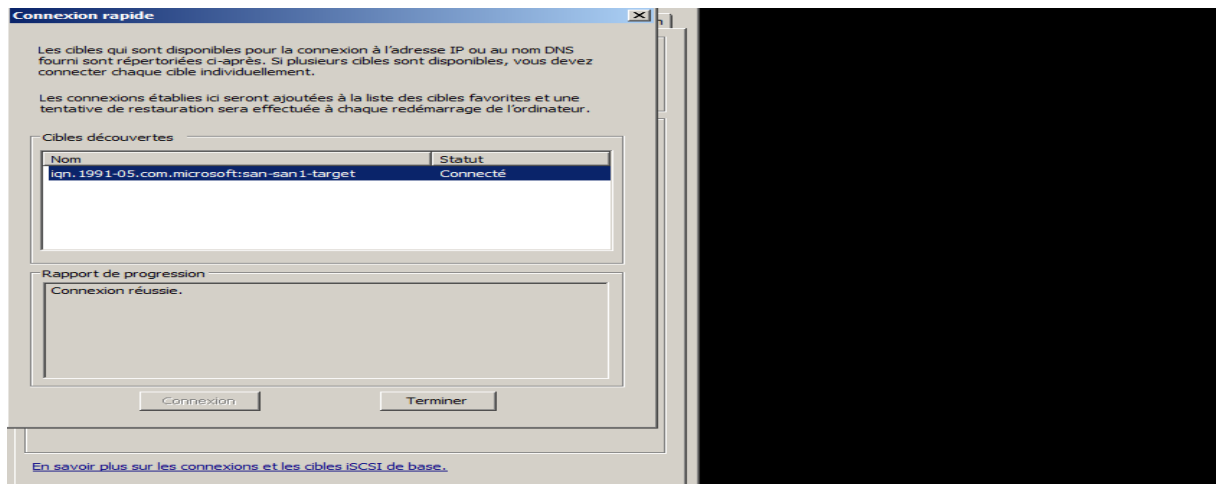 Connexion rapide
Les cibles qui sont disponibles pour la connexion à l'adresse IP ou au nom DNS
fourni sont répertoriées ci-après. Si plusieurs cibles sont disponibles, vous devez
connecter chaque cible individuellement.
Les connexions établies ici seront ajoutées à la liste des cibles favorites et une
tentative de restauration sera effectuée à chaque redémarrage de l'ordinateur.
Cibles découvertes
Nom Statut
iqn.1991-05.com.microsoft:san-san1-target Connecté
Rapport de progression
Connexion réussie.
Connexion Terminer
En savoir plus sur les connexions et les cibles iSCSI de base.